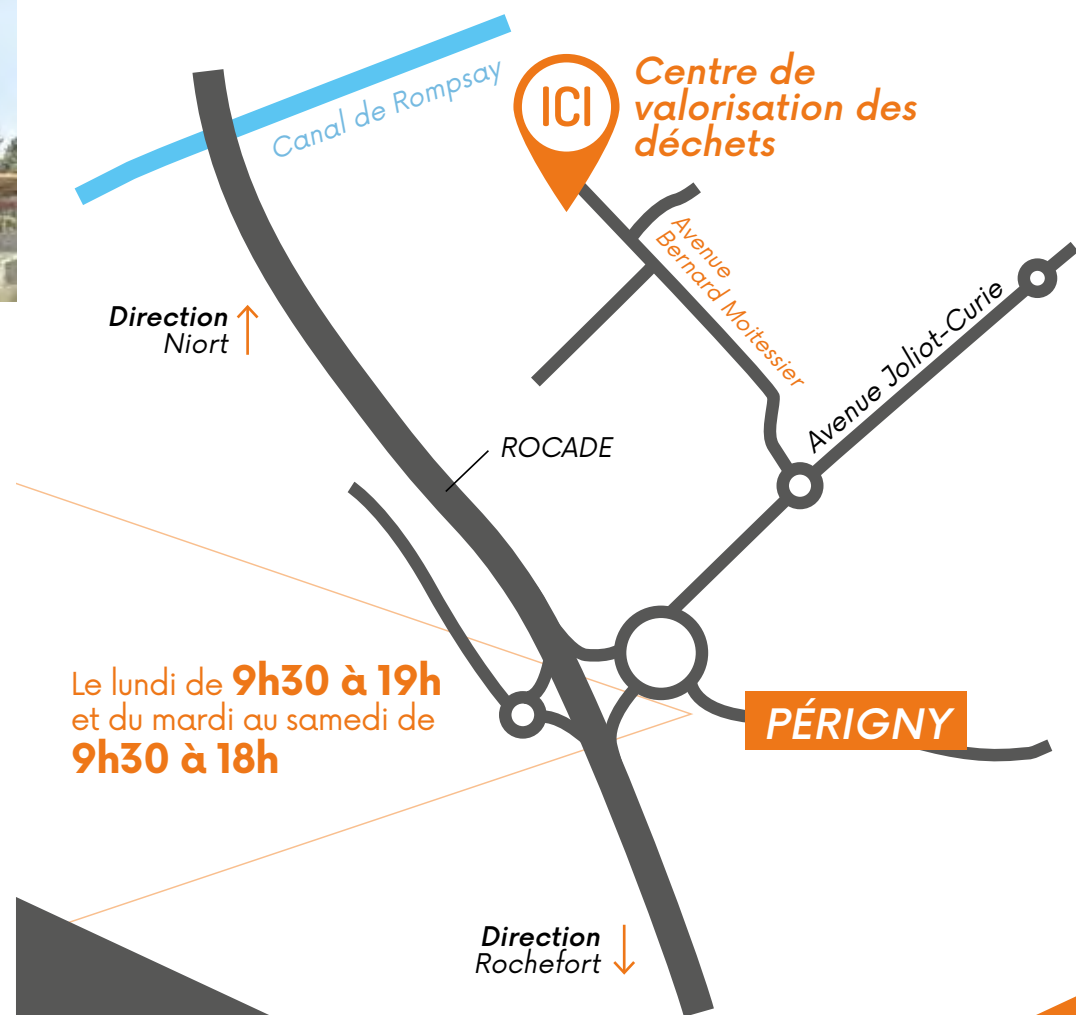 Canal de Rompsay
ICI
Centre de
valorisation des
déchets
Avenue
Bernard Moitessier
Direction
Niort
Avenue Joliot-Curie
ROCADE
Le lundi de 9h30 à 19h
et du mardi au samedi de
9h30 à 18h
PÉRIGNY
Direction
Rochefort